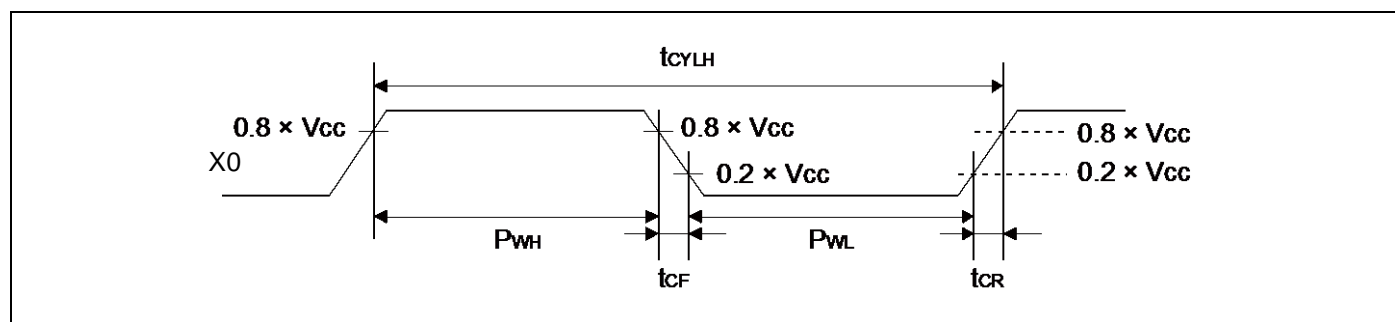 tCYLH
0.8 × Vcc
0.8 × Vcc
0.8 × Vcc
X0
0.2 × Vcc
0.2 × Vcc
PWH
PWL
tCF
tCR